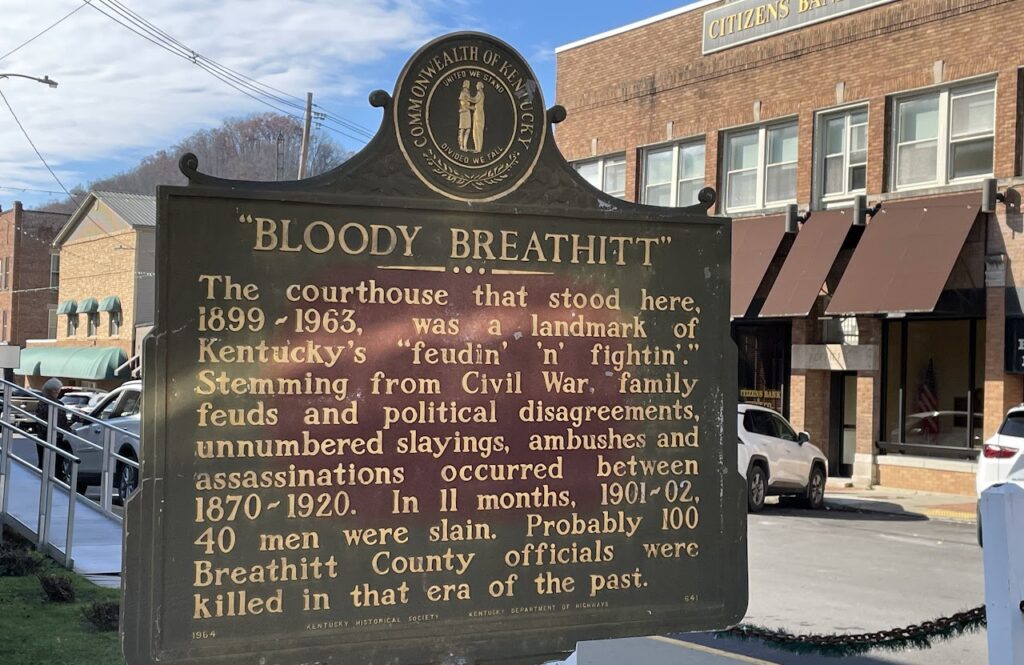 CITIZENS BAN
COMMONWEALTH OF KENTUCKY
UNITED WE STAND
DIVIDED WE FALL
"BLOODY BREATHITT"
The courthouse that stood here,
1899~1963, was a landmark of
Kentucky's "feudin' 'n' fightin'."
Stemming from Civil War, family
feuds and political disagreements,
unnumbered slayings, ambushes and
assassinations occurred between
1870~1920. In 11 months, 1901~02,
40 men were slain. Probably 100
Breathitt County officials were
killed in that era of the past.
1964 KENTUCKY HISTORICAL SOCIETY KENTUCKY DEPARTMENT OF HIGHWAYS 641
CITIZENS BANK